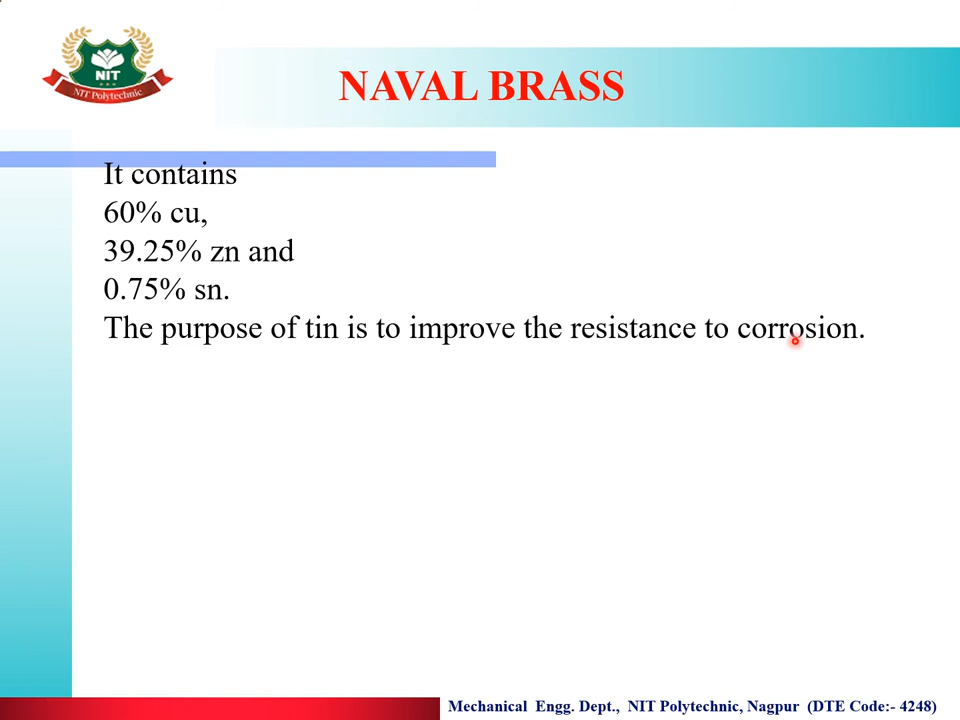 NIT
NIT Polytechnic
NAVAL BRASS
It contains
60% cu,
39.25% zn and
0.75% sn.
The purpose of tin is to improve the resistance to corrosion.
Mechanical Engg. Dept., NIT Polytechnic, Nagpur (DTE Code:- 4248)